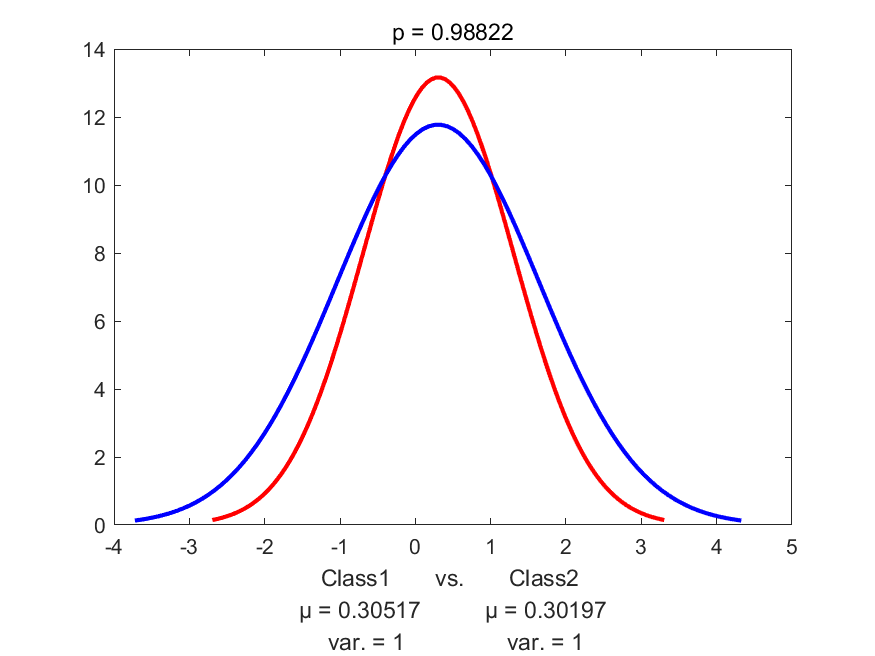 p = 0.98822
14
12
10
8
6
4
2
0
-4 -3 -2 -1 0 1 2 3 4 5
Class1 vs. Class2
μ = 0.30517 μ = 0.30197
var. = 1 var. = 1